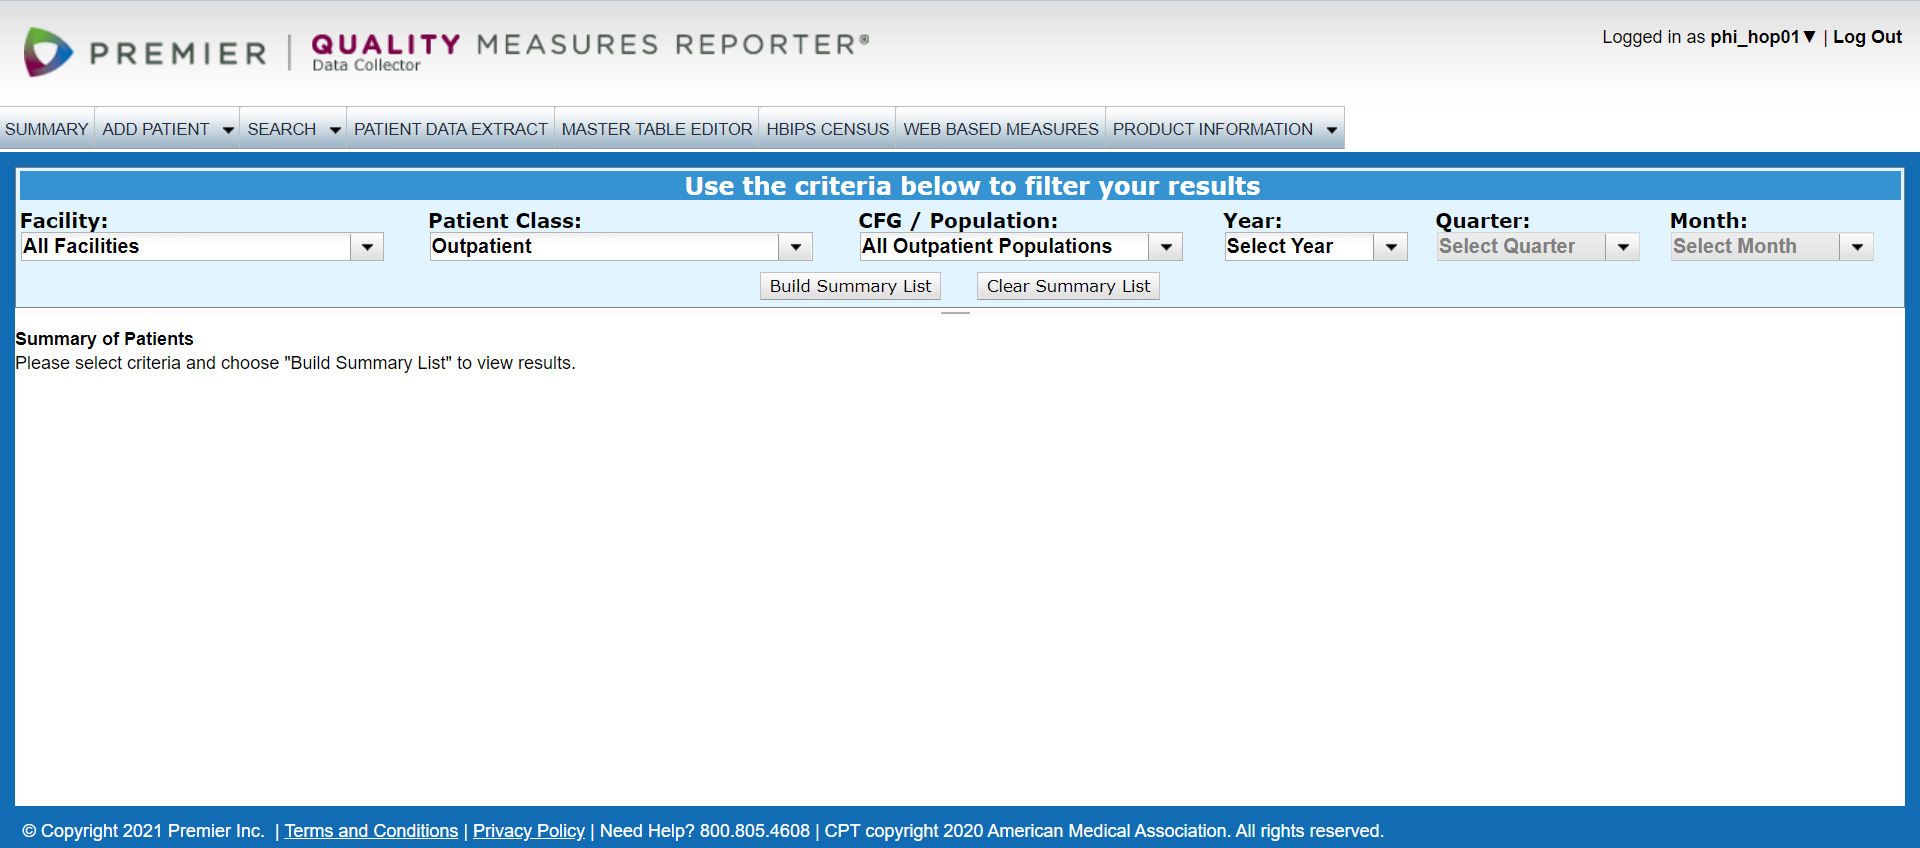 PREMIER | QUALITY MEASURES REPORTER®
Data Collector
Logged in as phi_hop01▼ | Log Out
SUMMARY ADD PATIENT SEARCH PATIENT DATA EXTRACT MASTER TABLE EDITOR HBIPS CENSUS WEB BASED MEASURES PRODUCT INFORMATION
Use the criteria below to filter your results
Facility: Patient Class: CFG / Population: Year: Quarter: Month:
All Facilities Outpatient All Outpatient Populations Select Year Select Quarter Select Month
Build Summary List Clear Summary List
Summary of Patients
Please select criteria and choose "Build Summary List" to view results.
© Copyright 2021 Premier Inc. | Terms and Conditions | Privacy Policy | Need Help? 800.805.4608 | CPT copyright 2020 American Medical Association. All rights reserved.